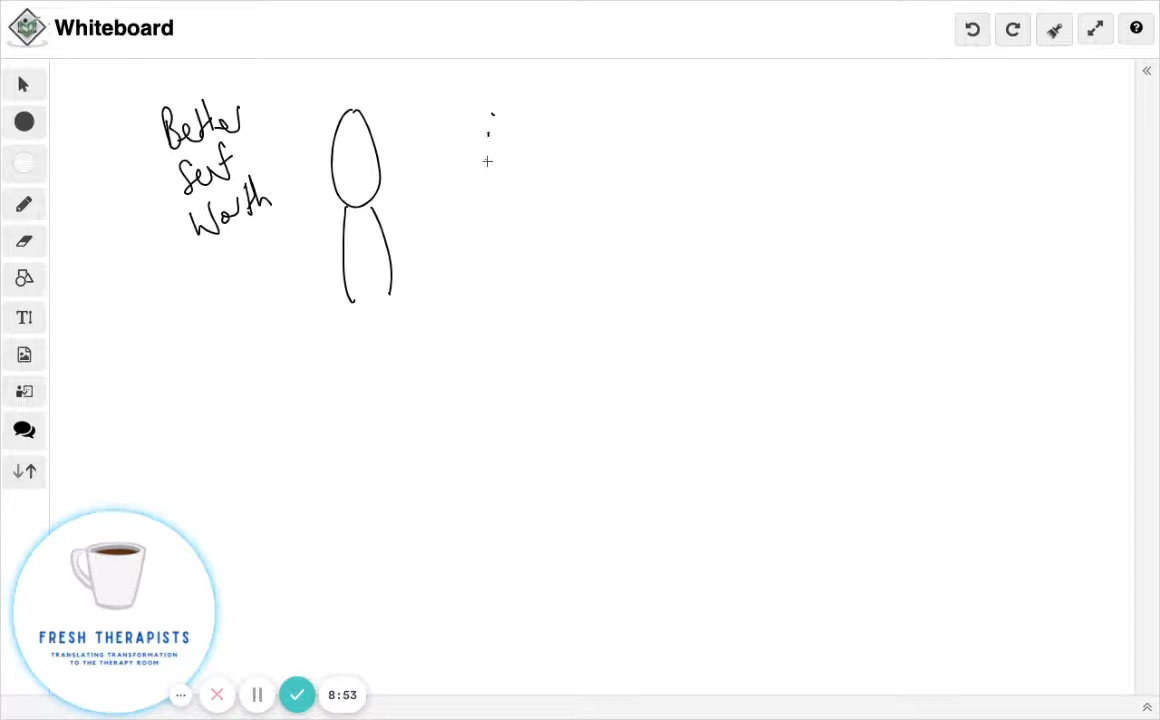 Whiteboard
Better
Self
Worth
FRESH THERAPISTS
TRANSLATING TRANSFORMATION
TO THE THERAPY ROOM
8:53